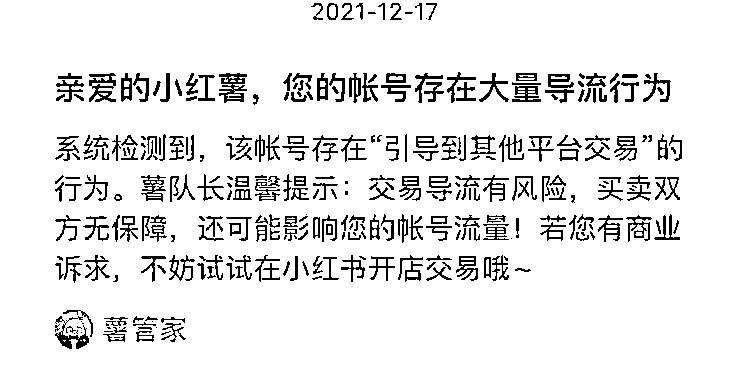 2021-12-17
亲爱的小红薯，您的帐号存在大量导流行为
系统检测到，该帐号存在“引导到其他平台交易”的
行为。薯队长温馨提示：交易导流有风险，买卖双
方无保障，还可能影响您的帐号流量！若您有商业
诉求，不妨试试在小红书开店交易哦~
薯管家